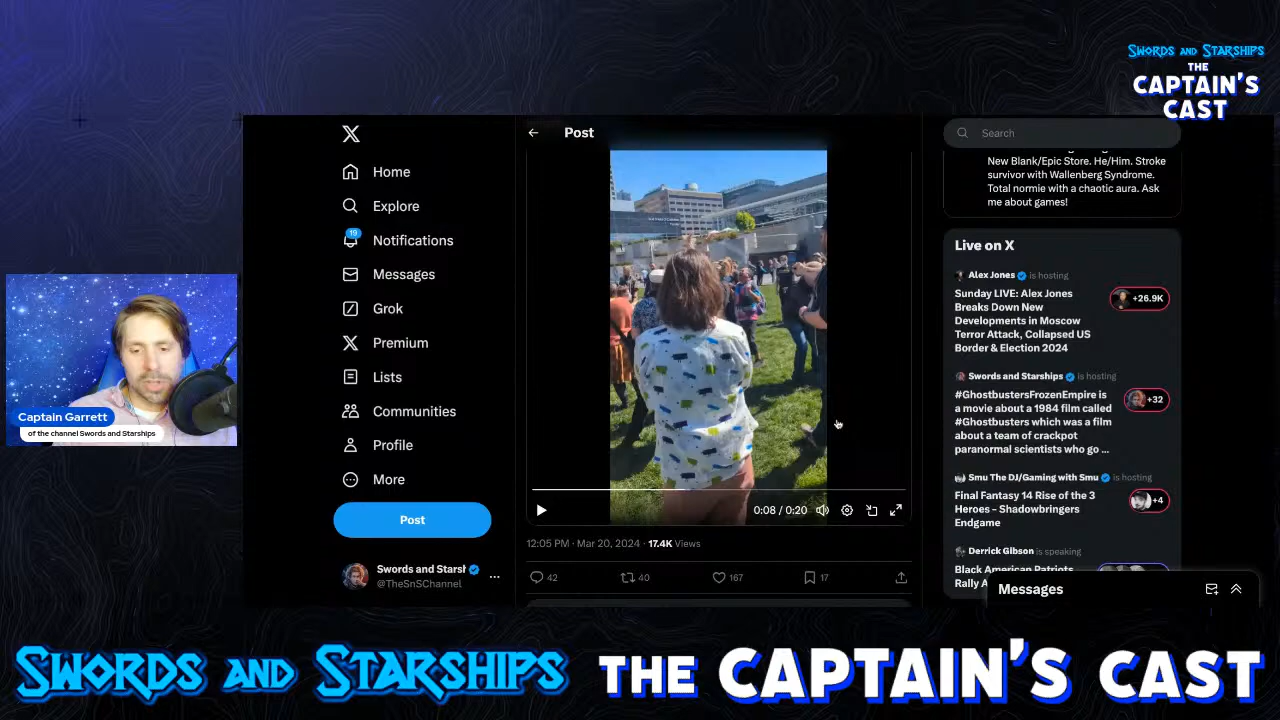 SWORDS AND STARSHIPS
THE
CAPTAIN'S
CAST
Post
Search
Home
Explore
19
Notifications
Messages
Grok
Premium
Lists
Communities
Profile
More
Post
Swords and Starsh
@TheSnSChannel
Captain Garrett
of the channel Swords and Starships
0:08 / 0:20
12:05 PM · Mar 20, 2024 · 17.4K Views
42
40
167
17
New Blank/Epic Store. He/Him. Stroke
survivor with Wallenberg Syndrome.
Total normie with a chaotic aura. Ask
me about games!
Live on X
Alex Jones is hosting
Sunday LIVE: Alex Jones
Breaks Down New
Developments in Moscow
Terror Attack, Collapsed US
Border & Election 2024
+26.9K
Swords and Starships is hosting
#GhostbustersFrozenEmpire is
a movie about a 1984 film called
#Ghostbusters which was a film
about a team of crackpot
paranormal scientists who go ...
+32
Smu The DJ/Gaming with Smu is hosting
Final Fantasy 14 Rise of the 3
Heroes - Shadowbringers
Endgame
+4
Derrick Gibson is speaking
Black American Patriots
Rally A
Messages
SWORDS AND STARSHIPS THE CAPTAIN'S CAST